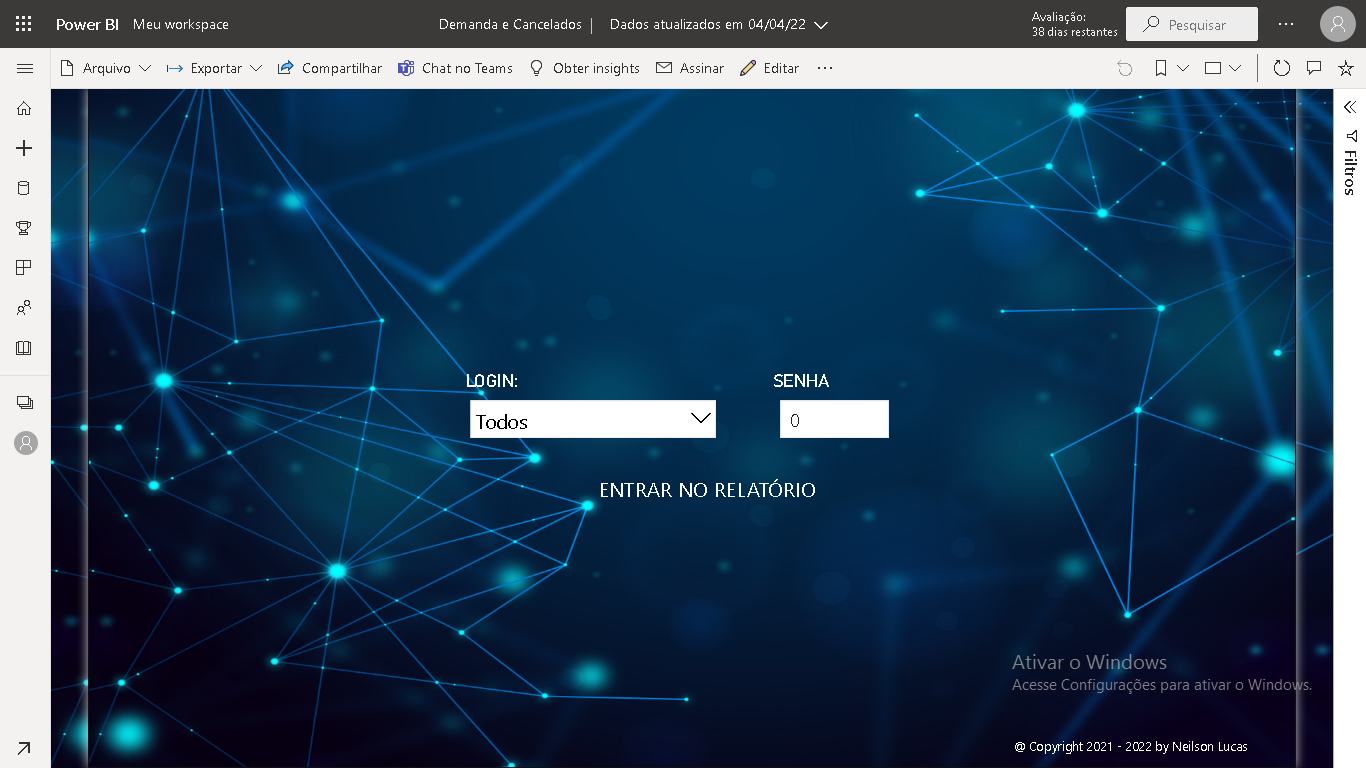 Power BI Meu workspace Demanda e Cancelados | Dados atualizados em 04/04/22 Avaliação: 38 dias restantes Pesquisar
Arquivo Exportar Compartilhar Chat no Teams Obter insights Assinar Editar
Filtros
LOGIN: SENHA
Todos 0
ENTRAR NO RELATÓRIO
Ativar o Windows
Acesse Configurações para ativar o Windows.
@ Copyright 2021 - 2022 by Neilson Lucas